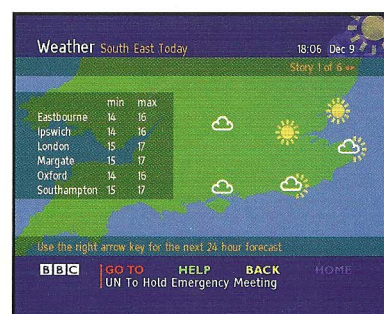 Weather South East Today 18:06 Dec 9
Story 1 of 6
min max
Eastbourne 14 16
Ipswich 14 16
London 15 17
Margate 15 17
Oxford 14 16
Southampton 15 17
Use the right arrow key for the next 24 hour forecast
BBC GO TO HELP BACK HOME
UN To Hold Emergency Meeting